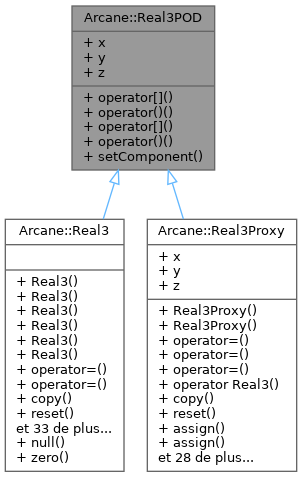 Arcane::Real3POD
+ x
+ y
+ z
+ operator[]()
+ operator()()
+ operator[]()
+ operator()()
+ setComponent()
Arcane::Real3
+ Real3()
+ Real3()
+ Real3()
+ Real3()
+ Real3()
+ Real3()
+ operator=()
+ operator=()
+ copy()
+ reset()
et 33 de plus...
+ null()
+ zero()
Arcane::Real3Proxy
+ x
+ y
+ z
+ Real3Proxy()
+ Real3Proxy()
+ operator=()
+ operator=()
+ operator=()
+ operator Real3()
+ copy()
+ reset()
+ assign()
+ assign()
et 28 de plus...